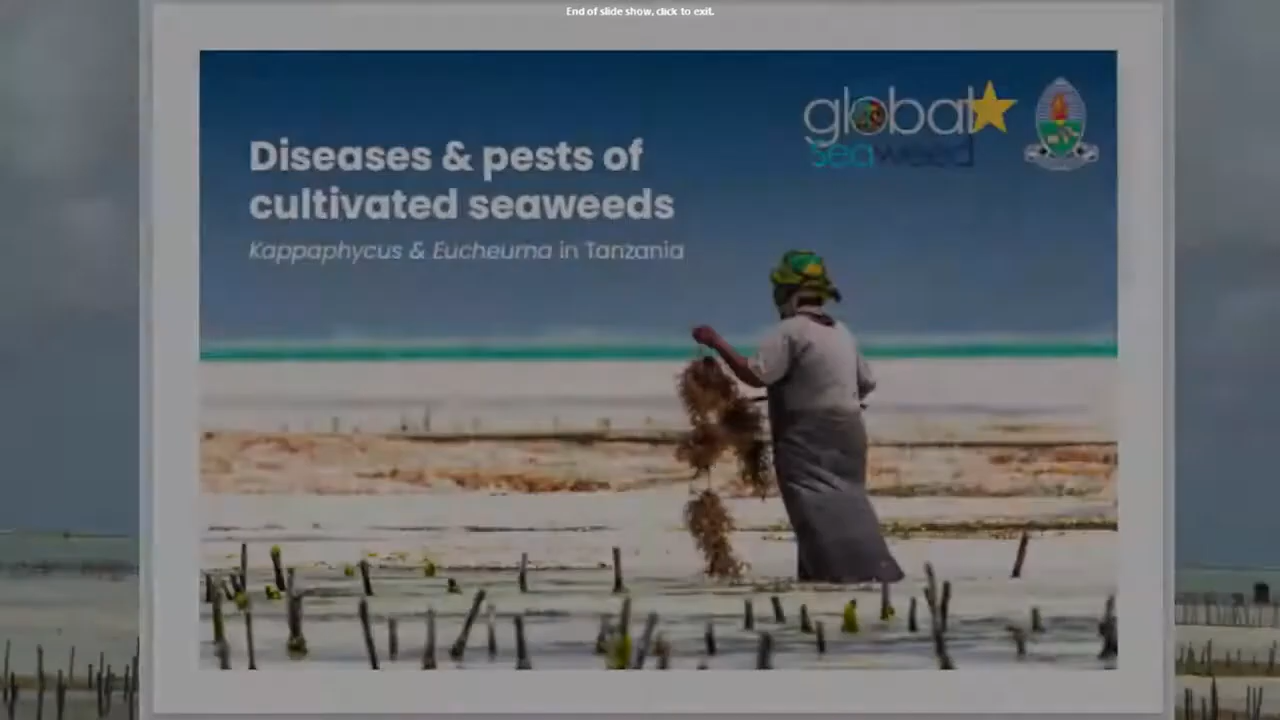 End of slide show, click to exit.
Diseases & pests of
cultivated seaweeds
Kappaphycus & Eucheuma in Tanzania
global
seaweed